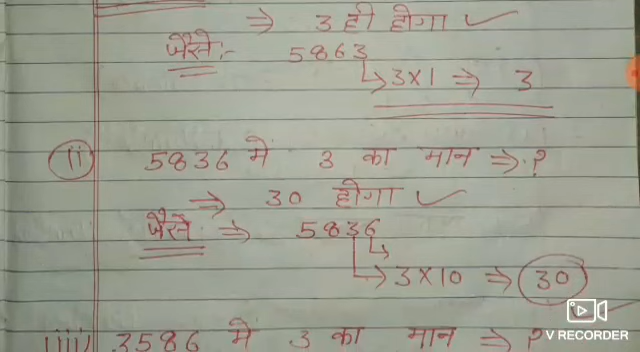 ⇒ 3 ही होगा ✓
जैसे:- 5863
↳ 3×1 ⇒ 3
(ii) 5836 में 3 का मान ⇒ ?
⇒ 30 होगा ✓
जैसे ⇒ 5836
↳ 3×10 ⇒ 30
(iii) 3586 में 3 का मान ⇒ ?
V RECORDER